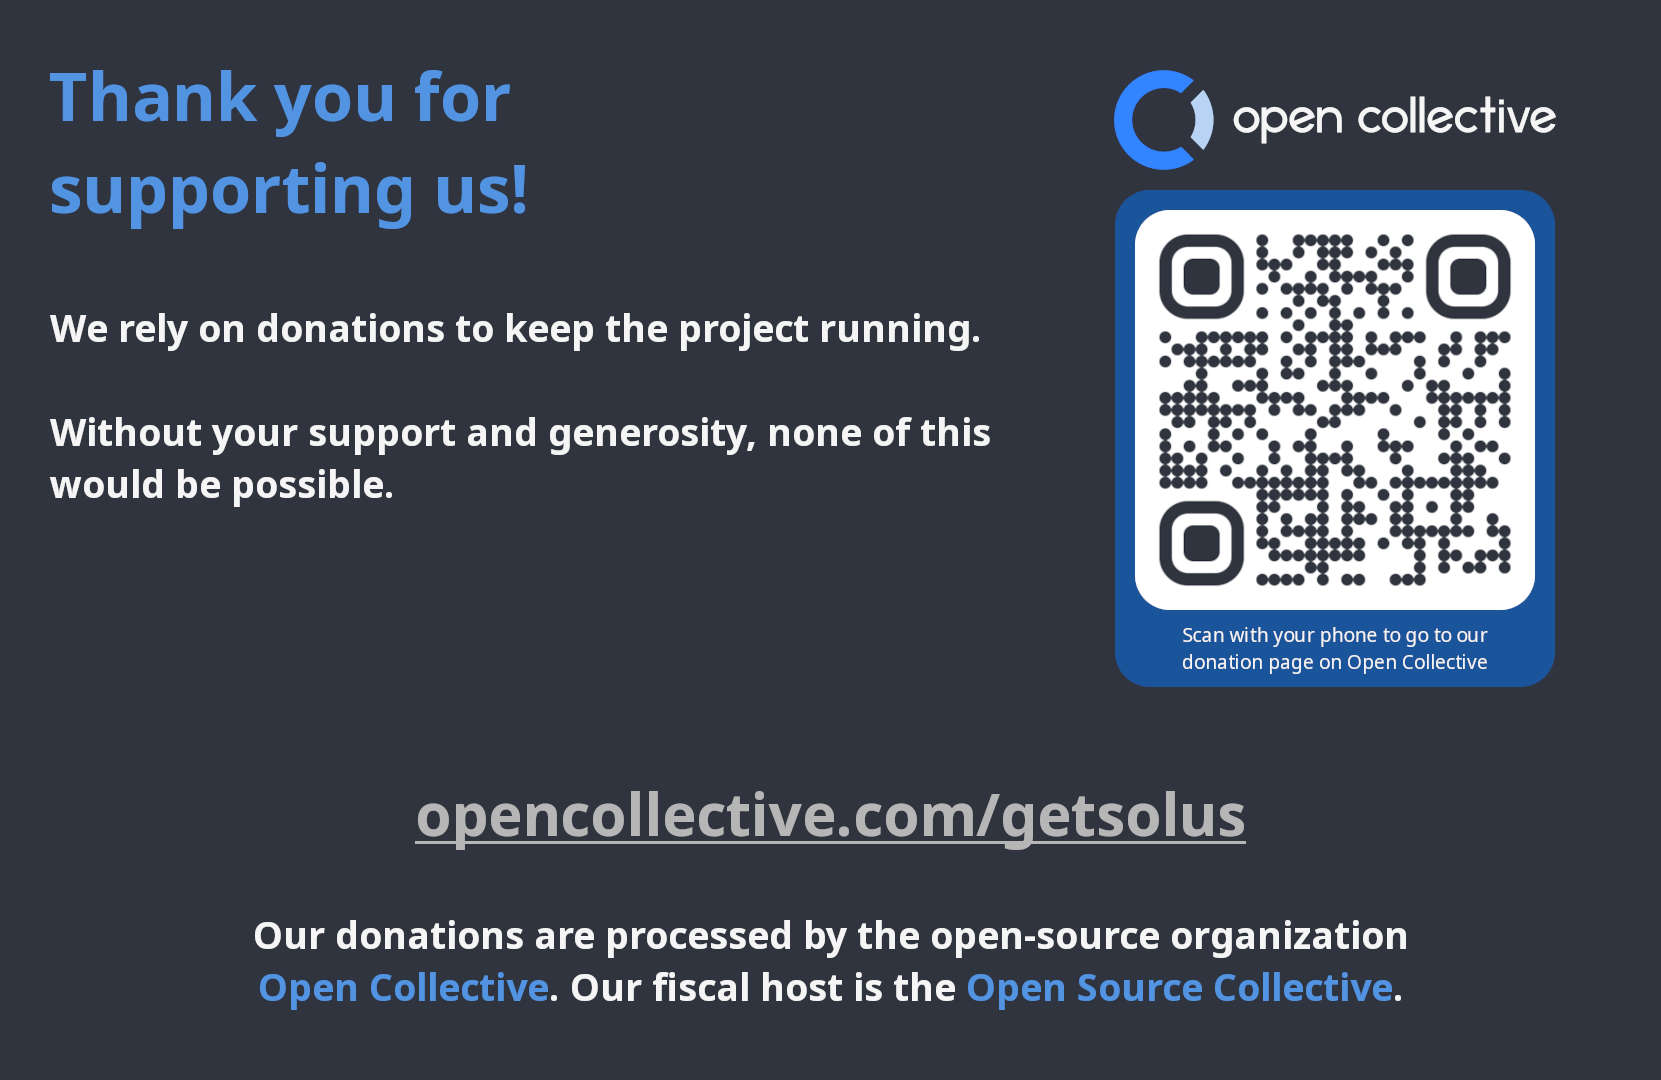 Thank you for
supporting us!
open collective
We rely on donations to keep the project running.
Without your support and generosity, none of this
would be possible.
Scan with your phone to go to our
donation page on Open Collective
opencollective.com/getsolus
Our donations are processed by the open-source organization
Open Collective. Our fiscal host is the Open Source Collective.